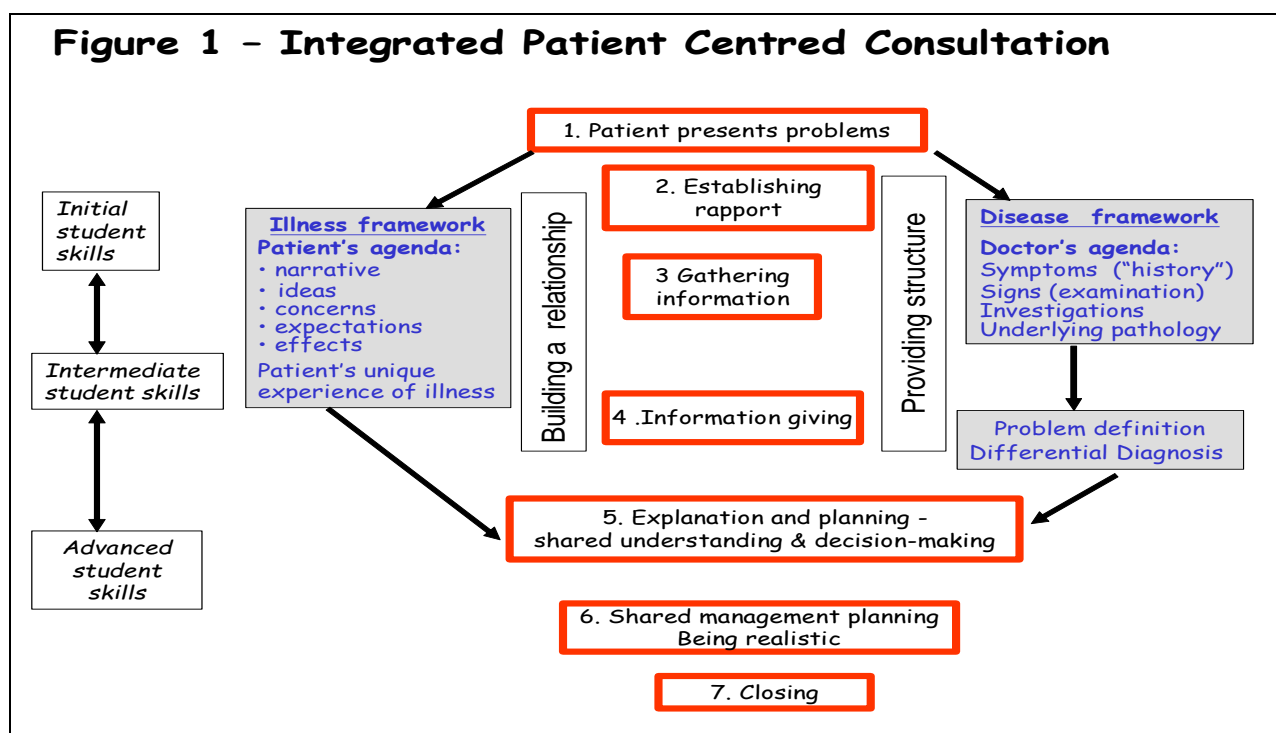 Figure 1 – Integrated Patient Centred Consultation
1. Patient presents problems
2. Establishing
rapport
3 Gathering
information
4 .Information giving
Building a relationship
Providing structure
Initial
student
skills
Intermediate
student skills
Advanced
student
skills
Illness framework
Patient's agenda:
• narrative
• ideas
• concerns
• expectations
• effects
Patient's unique
experience of illness
Disease framework
Doctor's agenda:
Symptoms ("history")
Signs (examination)
Investigations
Underlying pathology
Problem definition
Differential Diagnosis
5. Explanation and planning -
shared understanding & decision-making
6. Shared management planning
Being realistic
7. Closing